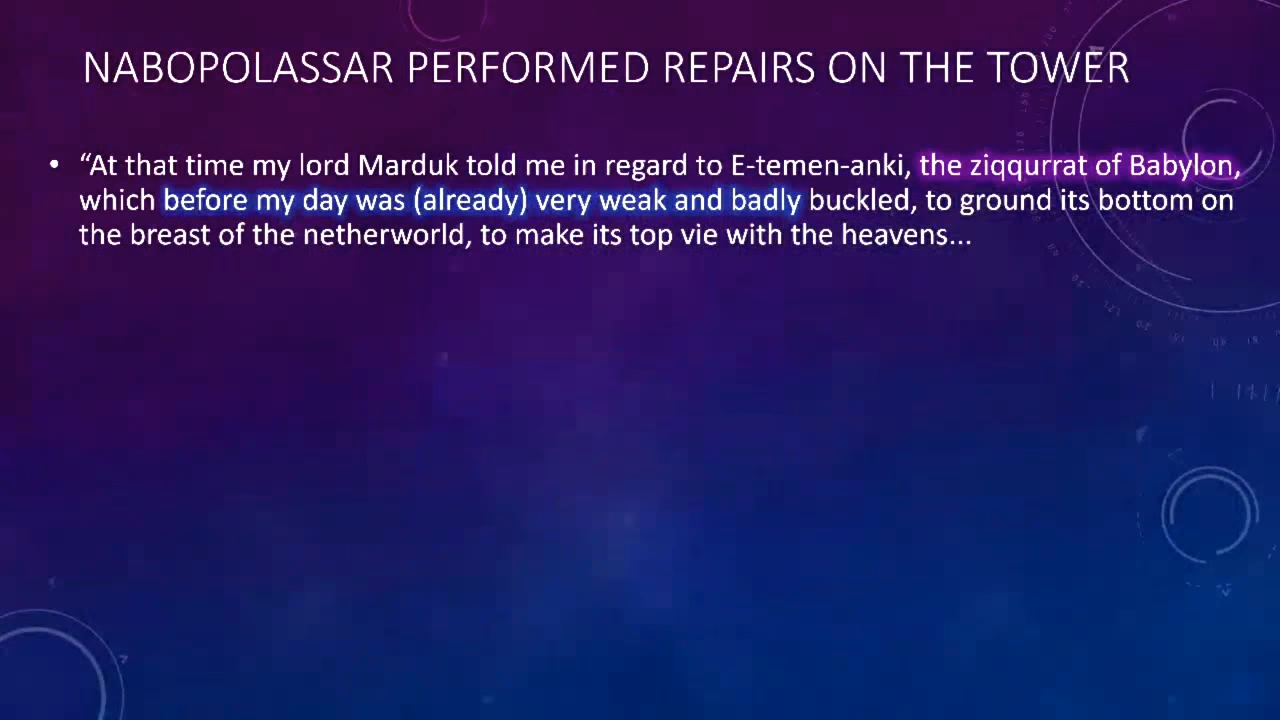 NABOPOLASSAR PERFORMED REPAIRS ON THE TOWER
• “At that time my lord Marduk told me in regard to E-temen-anki, the ziqqurrat of Babylon,
which before my day was (already) very weak and badly buckled, to ground its bottom on
the breast of the netherworld, to make its top vie with the heavens...